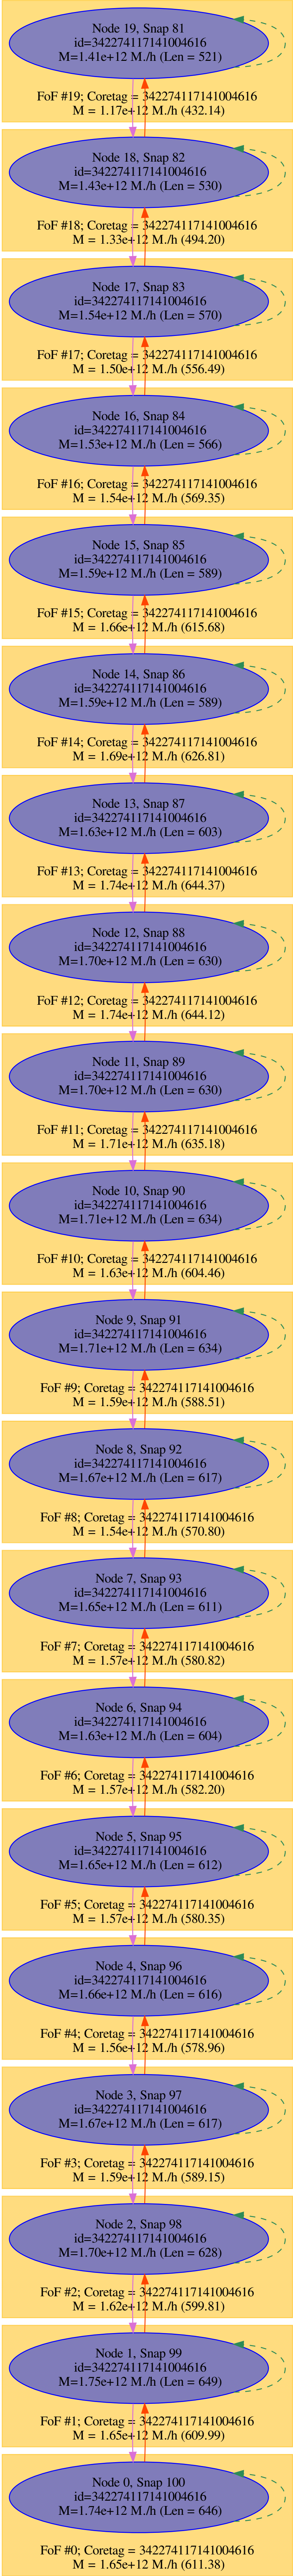 Node 19, Snap 81
id=342274117141004616
M=1.41e+12 M./h (Len = 521)
FoF #19; Coretag = 342274117141004616
M = 1.17e+12 M./h (432.14)
Node 18, Snap 82
id=342274117141004616
M=1.43e+12 M./h (Len = 530)
FoF #18; Coretag = 342274117141004616
M = 1.33e+12 M./h (494.20)
Node 17, Snap 83
id=342274117141004616
M=1.54e+12 M./h (Len = 570)
FoF #17; Coretag = 342274117141004616
M = 1.50e+12 M./h (556.49)
Node 16, Snap 84
id=342274117141004616
M=1.53e+12 M./h (Len = 566)
FoF #16; Coretag = 342274117141004616
M = 1.54e+12 M./h (569.35)
Node 15, Snap 85
id=342274117141004616
M=1.59e+12 M./h (Len = 589)
FoF #15; Coretag = 342274117141004616
M = 1.66e+12 M./h (615.68)
Node 14, Snap 86
id=342274117141004616
M=1.59e+12 M./h (Len = 589)
FoF #14; Coretag = 342274117141004616
M = 1.69e+12 M./h (626.81)
Node 13, Snap 87
id=342274117141004616
M=1.63e+12 M./h (Len = 603)
FoF #13; Coretag = 342274117141004616
M = 1.74e+12 M./h (644.37)
Node 12, Snap 88
id=342274117141004616
M=1.70e+12 M./h (Len = 630)
FoF #12; Coretag = 342274117141004616
M = 1.74e+12 M./h (644.12)
Node 11, Snap 89
id=342274117141004616
M=1.70e+12 M./h (Len = 630)
FoF #11; Coretag = 342274117141004616
M = 1.71e+12 M./h (635.18)
Node 10, Snap 90
id=342274117141004616
M=1.71e+12 M./h (Len = 634)
FoF #10; Coretag = 342274117141004616
M = 1.63e+12 M./h (604.46)
Node 9, Snap 91
id=342274117141004616
M=1.71e+12 M./h (Len = 634)
FoF #9; Coretag = 342274117141004616
M = 1.59e+12 M./h (588.51)
Node 8, Snap 92
id=342274117141004616
M=1.67e+12 M./h (Len = 617)
FoF #8; Coretag = 342274117141004616
M = 1.54e+12 M./h (570.80)
Node 7, Snap 93
id=342274117141004616
M=1.65e+12 M./h (Len = 611)
FoF #7; Coretag = 342274117141004616
M = 1.57e+12 M./h (580.82)
Node 6, Snap 94
id=342274117141004616
M=1.63e+12 M./h (Len = 604)
FoF #6; Coretag = 342274117141004616
M = 1.57e+12 M./h (582.20)
Node 5, Snap 95
id=342274117141004616
M=1.65e+12 M./h (Len = 612)
FoF #5; Coretag = 342274117141004616
M = 1.57e+12 M./h (580.35)
Node 4, Snap 96
id=342274117141004616
M=1.66e+12 M./h (Len = 616)
FoF #4; Coretag = 342274117141004616
M = 1.56e+12 M./h (578.96)
Node 3, Snap 97
id=342274117141004616
M=1.67e+12 M./h (Len = 617)
FoF #3; Coretag = 342274117141004616
M = 1.59e+12 M./h (589.15)
Node 2, Snap 98
id=342274117141004616
M=1.70e+12 M./h (Len = 628)
FoF #2; Coretag = 342274117141004616
M = 1.62e+12 M./h (599.81)
Node 1, Snap 99
id=342274117141004616
M=1.75e+12 M./h (Len = 649)
FoF #1; Coretag = 342274117141004616
M = 1.65e+12 M./h (609.99)
Node 0, Snap 100
id=342274117141004616
M=1.74e+12 M./h (Len = 646)
FoF #0; Coretag = 342274117141004616
M = 1.65e+12 M./h (611.38)